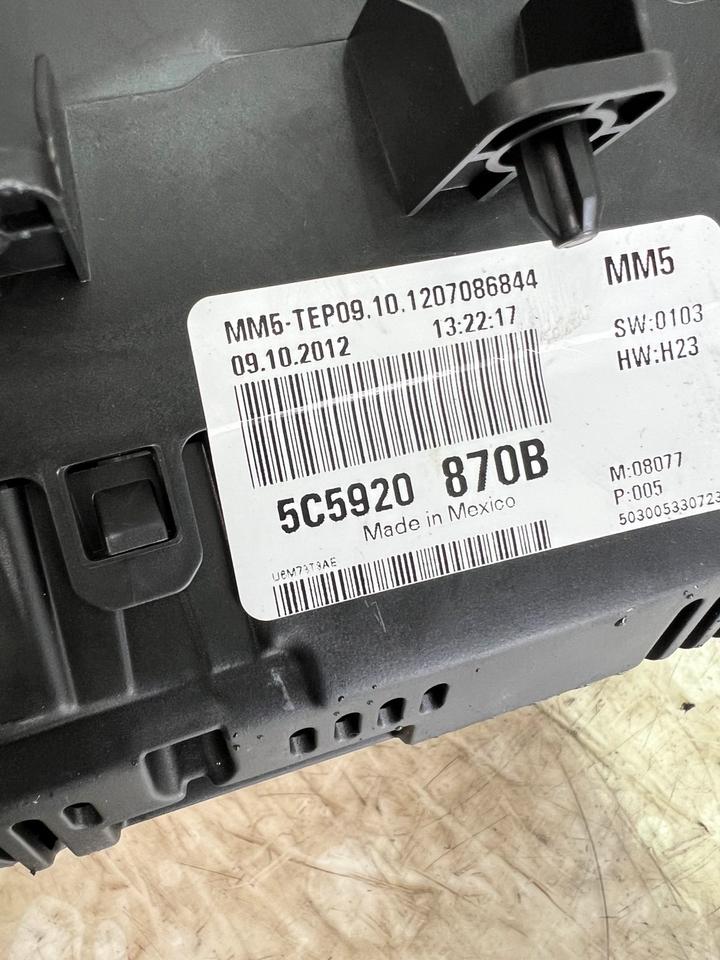 MM5-TEP09.10.1207086844
09.10.2012 13:22:17
MM5
SW:0103
HW:H23
5C5920 870B
Made in Mexico
M:08077
P:005
503005330723